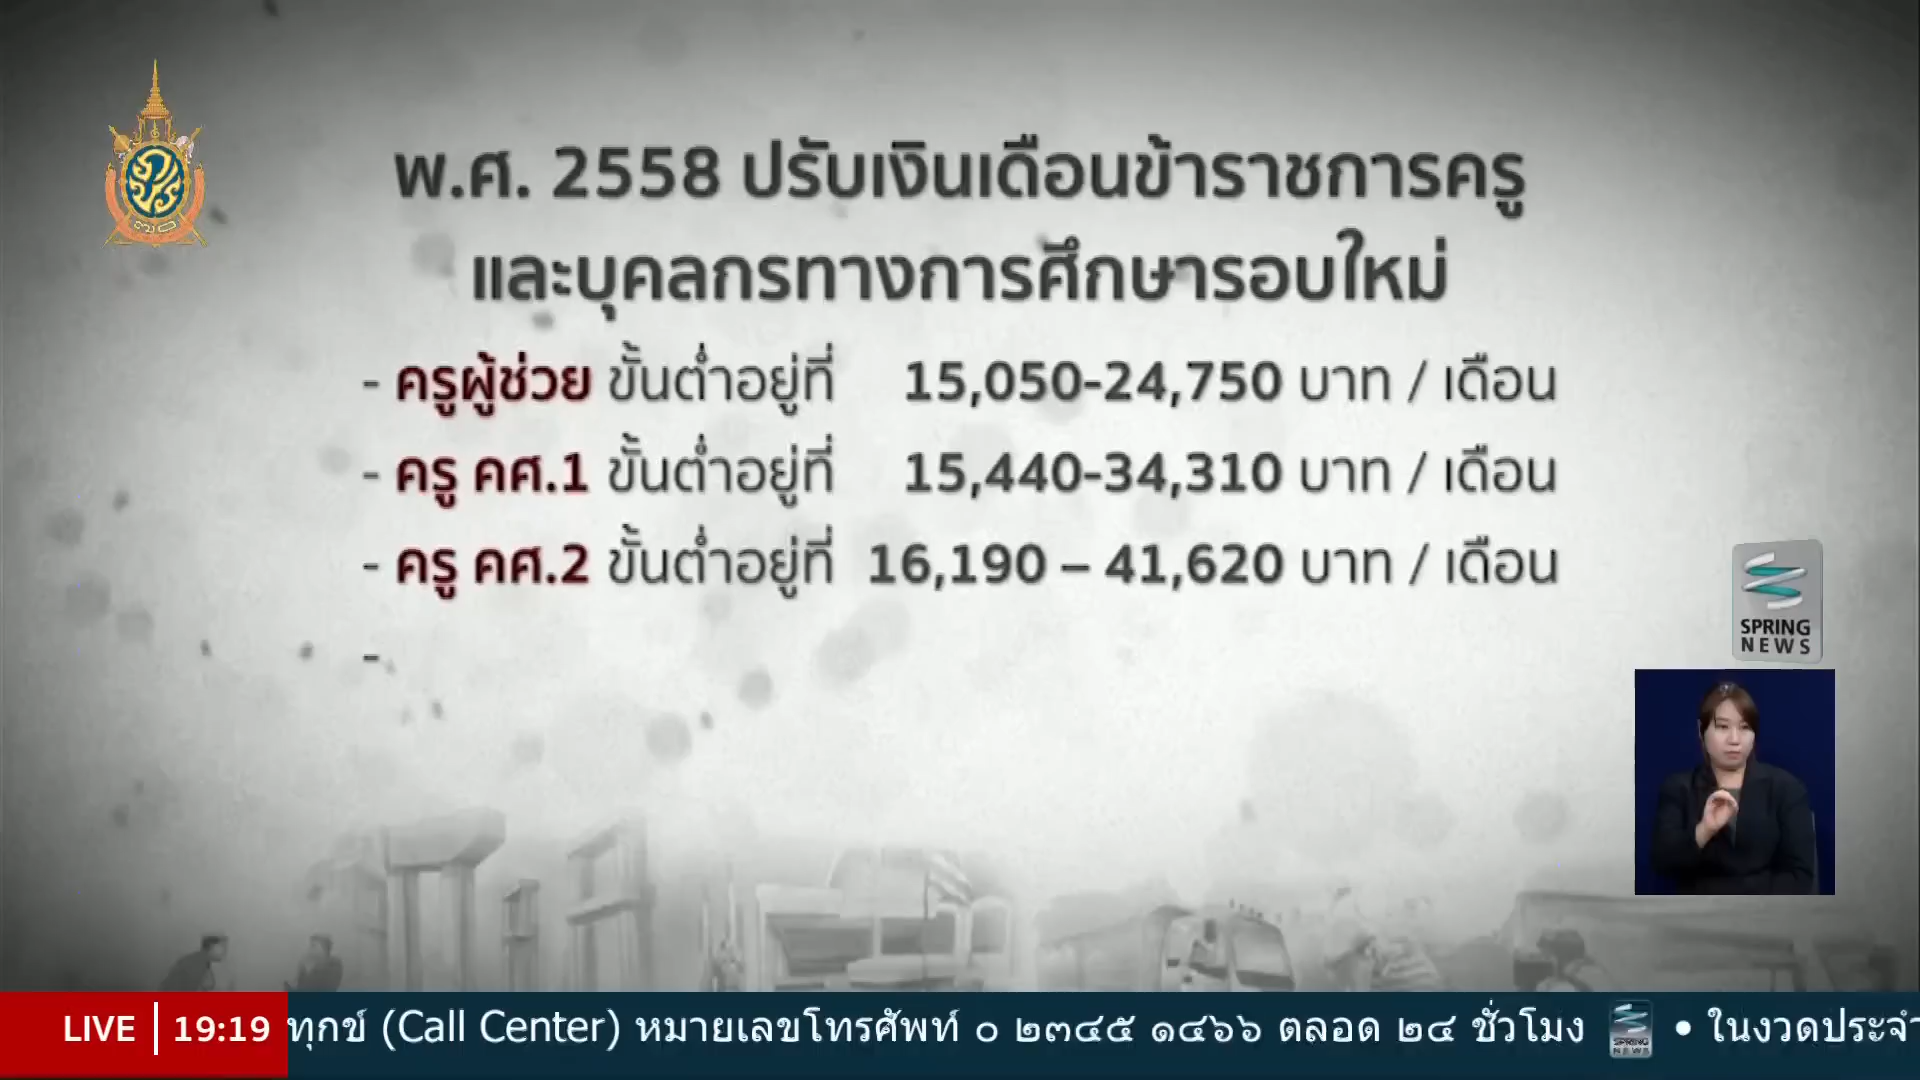 พ.ศ. 2558 ปรับเงินเดือนข้าราชการครู
และบุคลกรทางการศึกษารอบใหม่
- ครูผู้ช่วย ขั้นต่ำอยู่ที่ 15,050-24,750 บาท / เดือน
- ครู คศ.1 ขั้นต่ำอยู่ที่ 15,440-34,310 บาท / เดือน
- ครู คศ.2 ขั้นต่ำอยู่ที่ 16,190 – 41,620 บาท / เดือน
-
SPRING
NEWS
LIVE 19:19 ทุกข์ (Call Center) หมายเลขโทรศัพท์ ๐ ๒๓๔๕ ๑๔๖๖ ตลอด ๒๔ ชั่วโมง SPRING NEWS • ในงวดประจำ